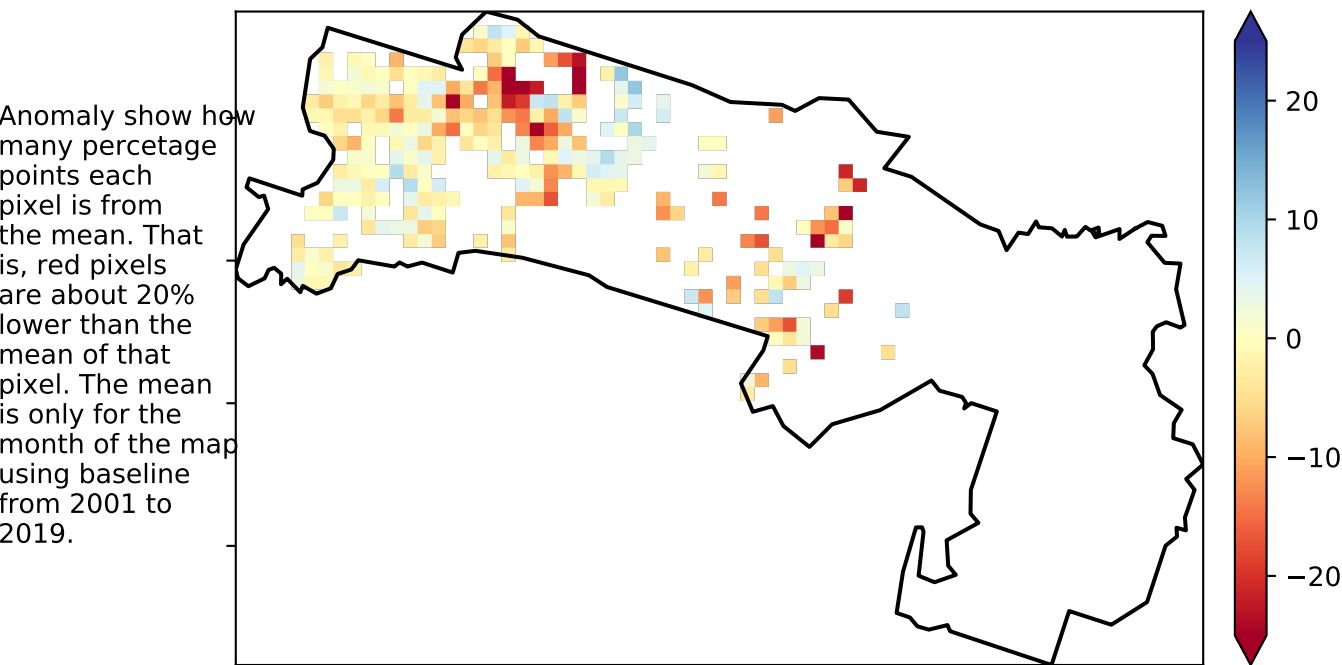 Anomaly show how
many percetage
points each
pixel is from
the mean. That
is, red pixels
are about 20%
lower than the
mean of that
pixel. The mean
is only for the
month of the map
using baseline
from 2001 to
2019.
20
10
0
−10
−20